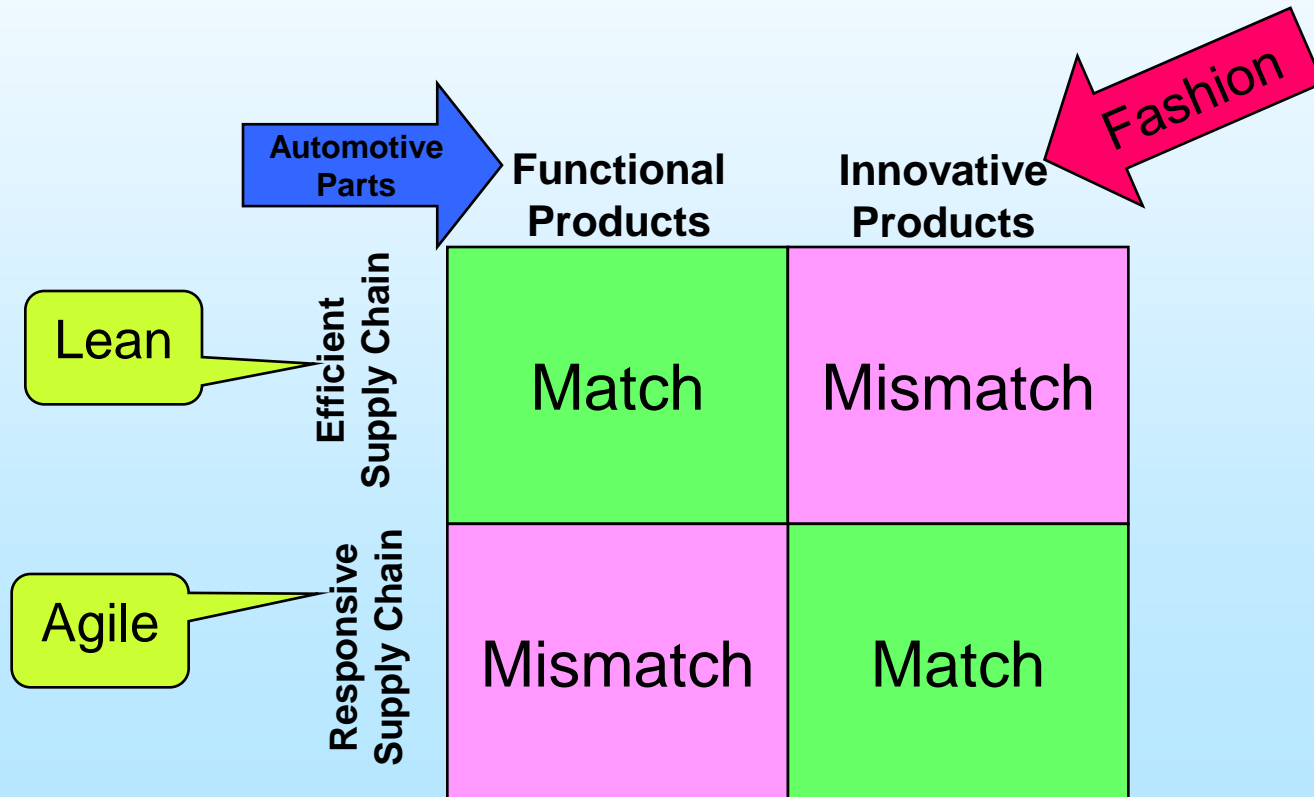 Fashion
Automotive
Parts
Functional
Products
Innovative
Products
Lean
Efficient
Supply Chain
Match
Mismatch
Agile
Responsive
Supply Chain
Mismatch
Match